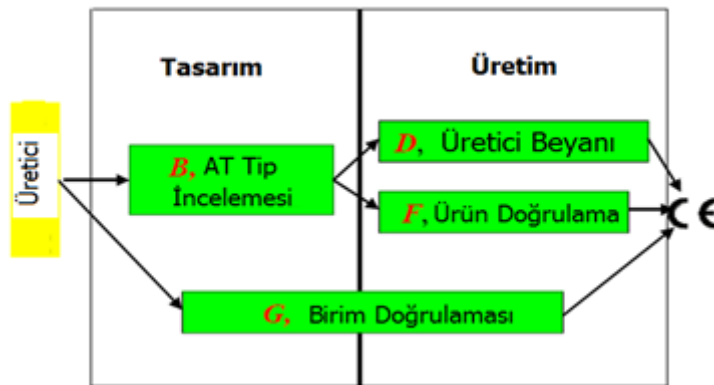 Tasarım
Üretim
Üretici
B, AT Tip
İncelemesi
D, Üretici Beyanı
F, Ürün Doğrulama
CE
G, Birim Doğrulaması